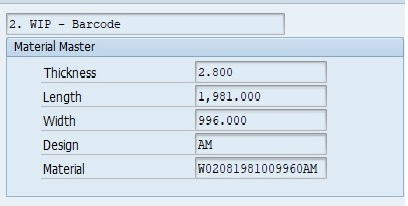 2. WIP - Barcode
Material Master
Thickness 2.800
Length 1,981.000
Width 996.000
Design AM
Material W02081981009960AM